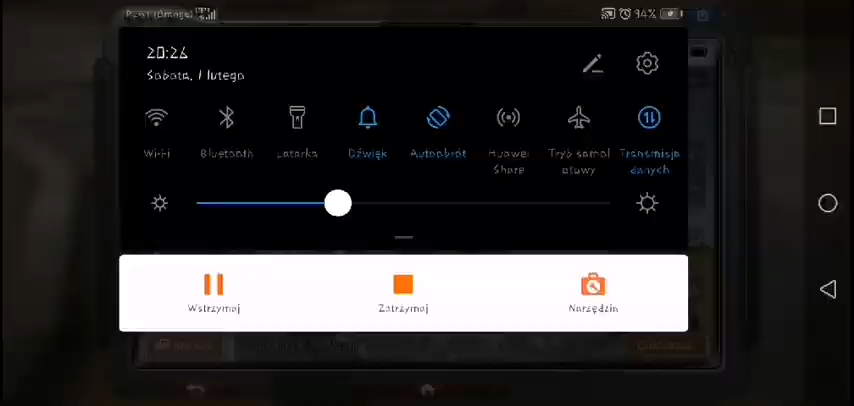 94%
20:26
Sobota, 1 lutego
Wi-Fi
Bluetooth
Latarka
Dźwięk
Autoobrót
Huawei
Share
Tryb samol
otowy
Transmisja
danych
Wstrzymaj
Zatrzymaj
Narzędzia